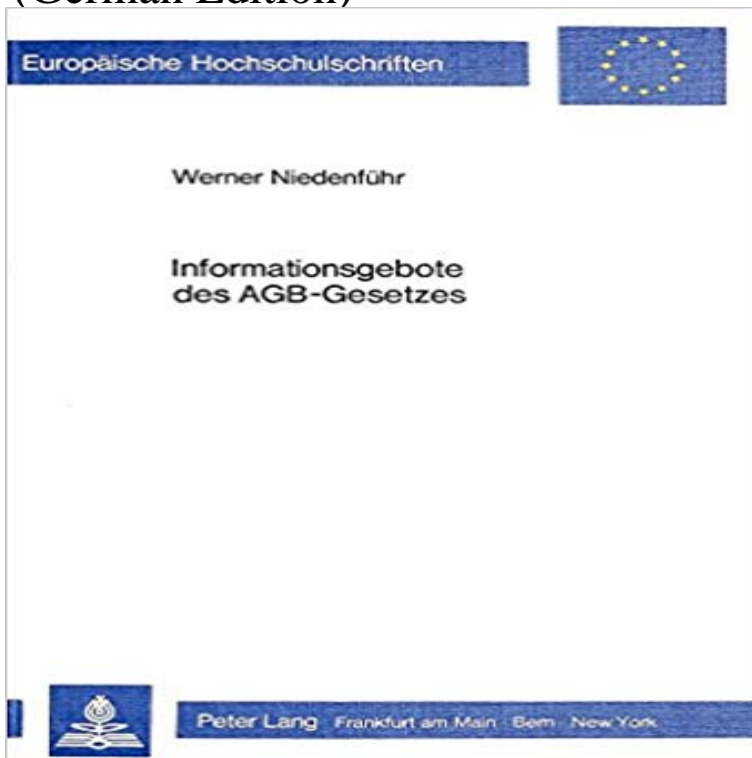 (German Edition)
Europäische Hochschulschriften
Werner Niedenführ
Informationsgebote
des AGB-Gesetzes
Peter Lang Frankfurt am Main Bern New York